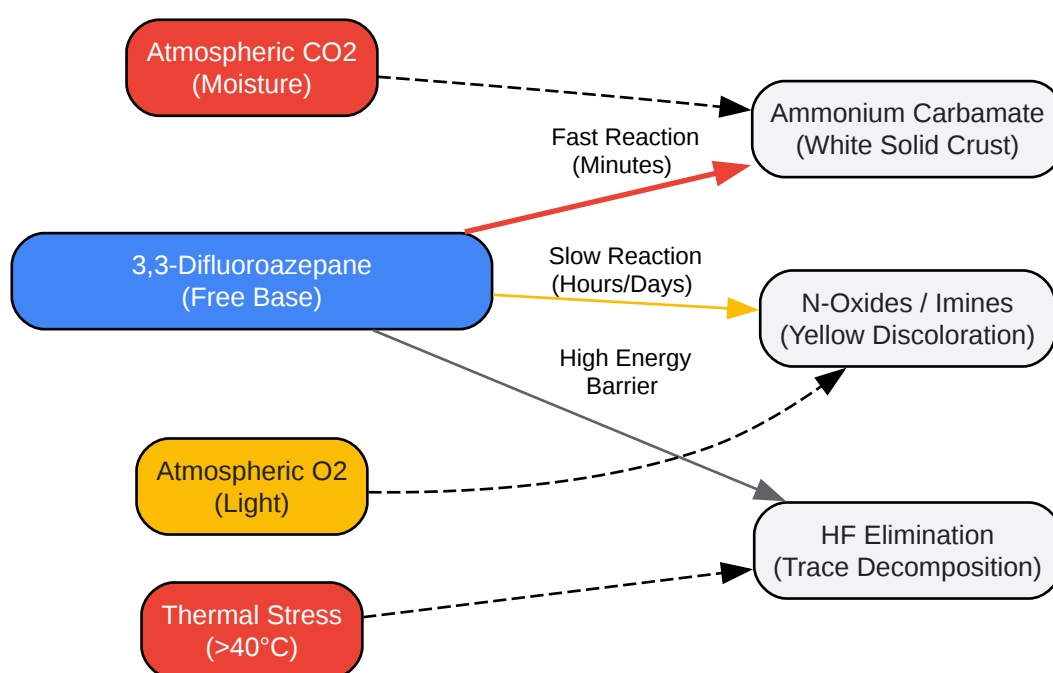 Atmospheric CO2
(Moisture)
Ammonium Carbamate
(White Solid Crust)
Fast Reaction
(Minutes)
3,3-Difluoroazepane
(Free Base)
Slow Reaction
(Hours/Days)
N-Oxides / Imines
(Yellow Discoloration)
High Energy
Barrier
Atmospheric O2
(Light)
HF Elimination
(Trace Decomposition)
Thermal Stress
(>40°C)